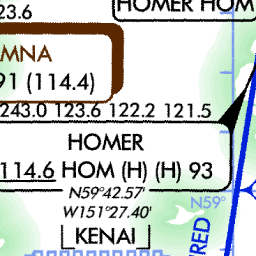 HOMER HOM
23.6
MNA
91 (114.4)
243.0 123.6 122.2 121.5
HOMER
114.6 HOM (H) (H) 93
N59°42.57'
W151°27.40'
N59°
KENAI
RED